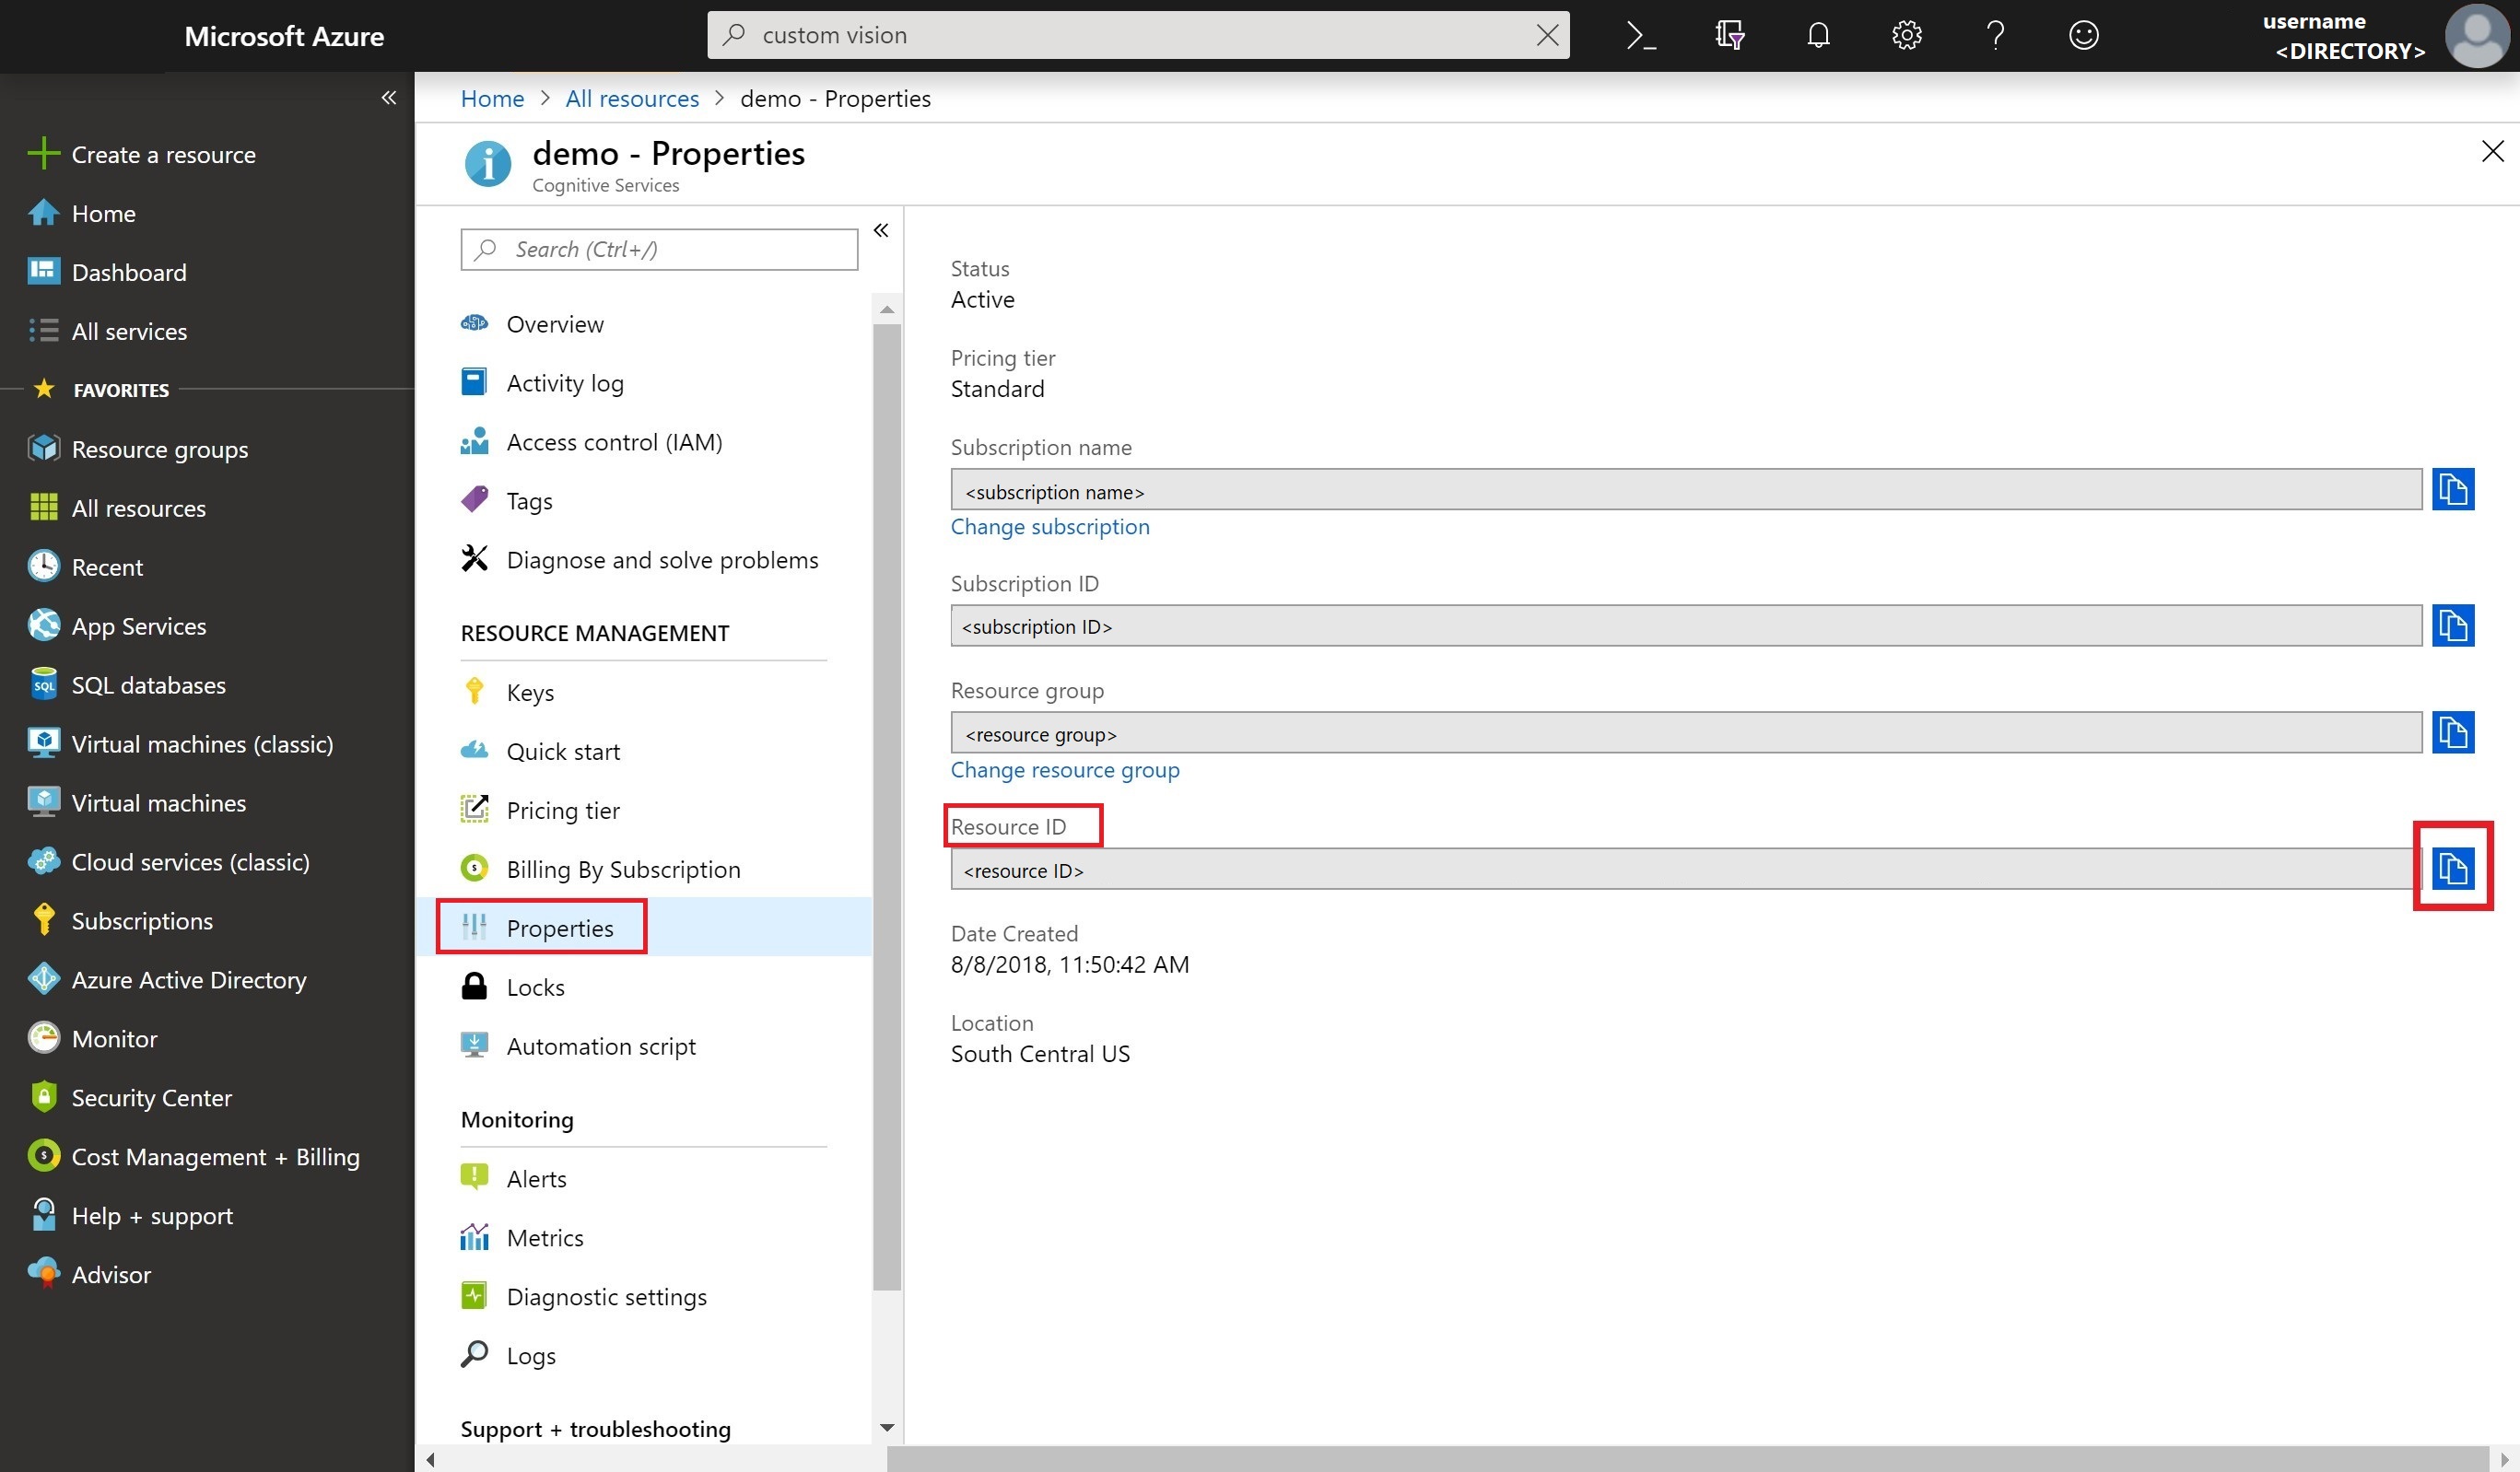 Microsoft Azure
custom vision
username
<DIRECTORY>
Create a resource
Home
Dashboard
All services
FAVORITES
Resource groups
All resources
Recent
App Services
SQL
SQL databases
Virtual machines (classic)
Virtual machines
Cloud services (classic)
Subscriptions
Azure Active Directory
Monitor
Security Center
Cost Management + Billing
Help + support
Advisor
Home > All resources > demo - Properties
demo - Properties
Cognitive Services
Search (Ctrl+/)
Overview
Activity log
Access control (IAM)
Tags
Diagnose and solve problems
RESOURCE MANAGEMENT
Keys
Quick start
Pricing tier
Billing By Subscription
Properties
Locks
Automation script
Monitoring
Alerts
Metrics
Diagnostic settings
Logs
Support + troubleshooting
Status
Active
Pricing tier
Standard
Subscription name
<subscription name>
Change subscription
Subscription ID
<subscription ID>
Resource group
<resource group>
Change resource group
Resource ID
<resource ID>
Date Created
8/8/2018, 11:50:42 AM
Location
South Central US